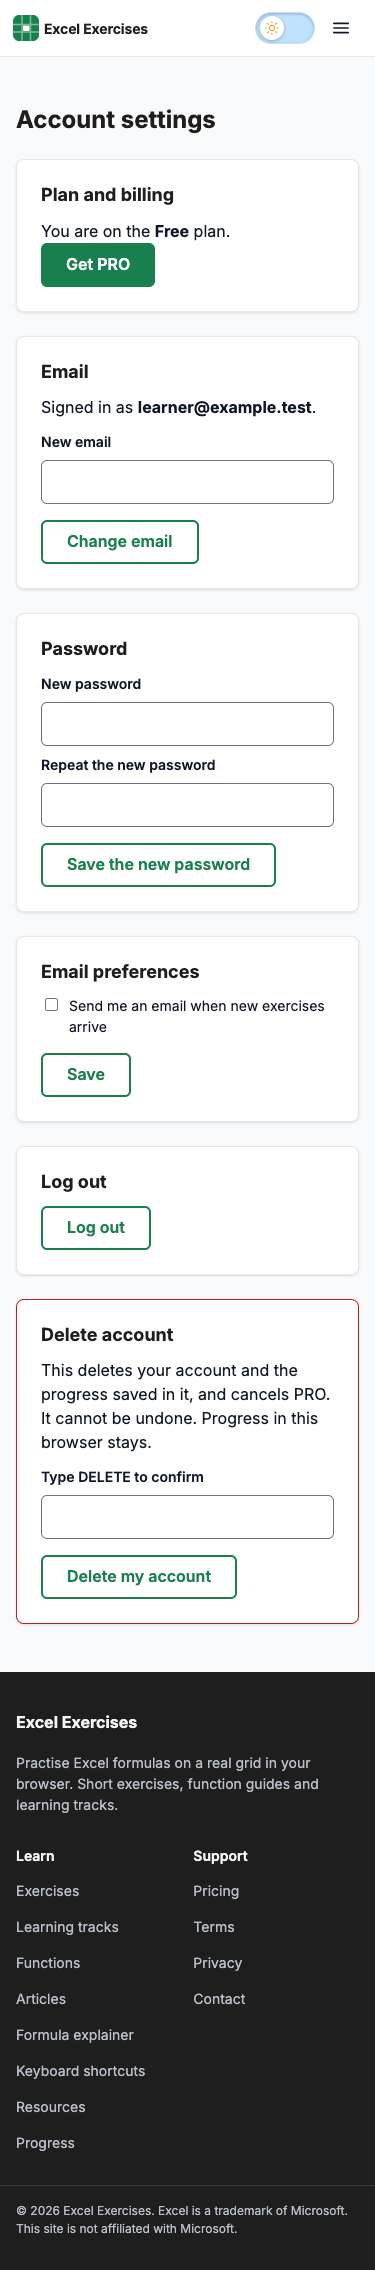 Excel Exercises
Account settings
Plan and billing
You are on the Free plan.
Get PRO
Email
Signed in as learner@example.test.
New email
Change email
Password
New password
Repeat the new password
Save the new password
Email preferences
Send me an email when new exercises
arrive
Save
Log out
Log out
Delete account
This deletes your account and the
progress saved in it, and cancels PRO.
It cannot be undone. Progress in this
browser stays.
Type DELETE to confirm
Delete my account
Excel Exercises
Practise Excel formulas on a real grid in your
browser. Short exercises, function guides and
learning tracks.
Learn
Exercises
Learning tracks
Functions
Articles
Formula explainer
Keyboard shortcuts
Resources
Progress
Support
Pricing
Terms
Privacy
Contact
© 2026 Excel Exercises. Excel is a trademark of Microsoft.
This site is not affiliated with Microsoft.